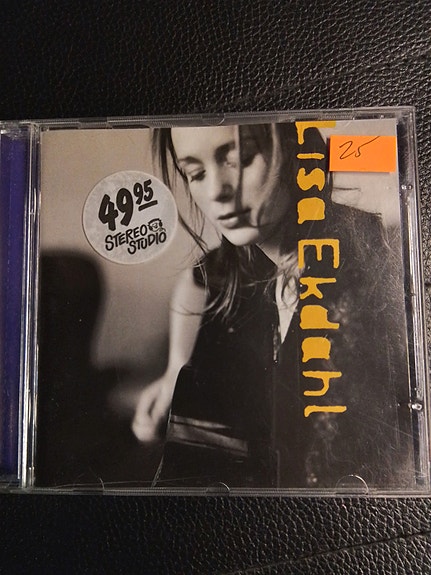 49 95
STEREO
STUDIO
25
Lisa Ekdahl